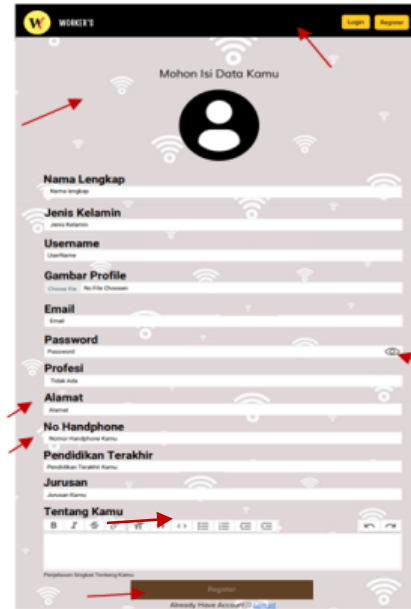 WORKER'S
Login Register
Mohon Isi Data Kamu
Nama Lengkap
Nama lengkap
Jenis Kelamin
Jenis Kelamin
Username
UserName
Gambar Profile
Choose File No File Choosen
Email
Email
Password
Password
Profesi
Tidak Ada
Alamat
Alamat
No Handphone
Nomor Handphone Kamu
Pendidikan Terakhir
Pendidikan Terakhir Kamu
Jurusan
Jurusan Kamu
Tentang Kamu
Penjelasan Singkat Tentang Kamu
Register
Already Have Account?